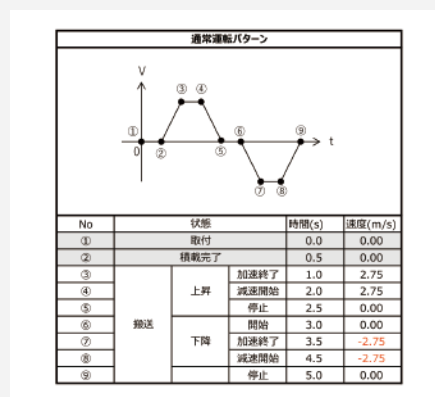 通常運転パターン
V
③ ④
① ⑥ ⑨ t
0 ② ⑤
⑦ ⑧
No 状態 時間(s) 速度(m/s)
① 取付 0.0 0.00
② 積載完了 0.5 0.00
③ 加速終了 1.0 2.75
④ 上昇 減速開始 2.0 2.75
⑤ 停止 2.5 0.00
⑥ 搬送 開始 3.0 0.00
⑦ 下降 加速終了 3.5 -2.75
⑧ 減速開始 4.5 -2.75
⑨ 停止 5.0 0.00